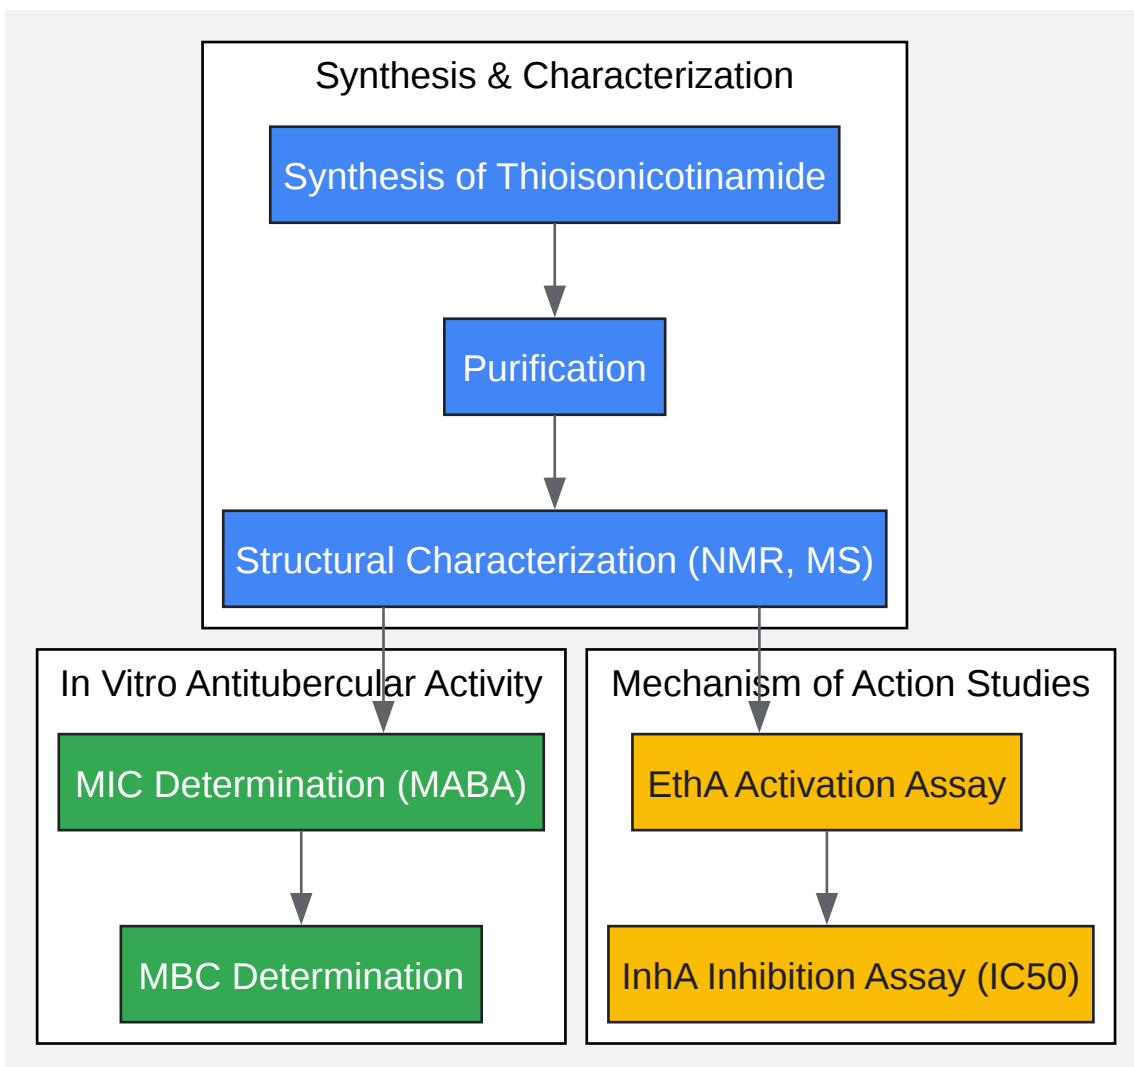 Synthesis & Characterization
Synthesis of Thioisonicotinamide
Purification
Structural Characterization (NMR, MS)
In Vitro Antitubercular Activity
MIC Determination (MABA)
MBC Determination
Mechanism of Action Studies
EthA Activation Assay
InhA Inhibition Assay (IC50)